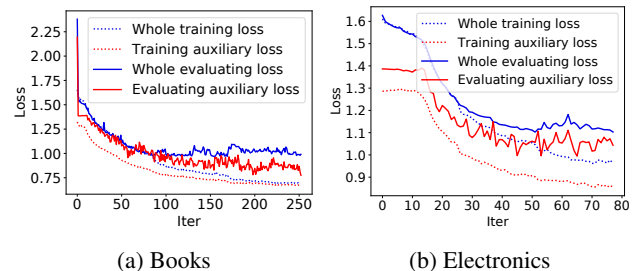 Whole training loss
Training auxiliary loss
Whole evaluating loss
Evaluating auxiliary loss
Loss
2.25
2.00
1.75
1.50
1.25
1.00
0.75
0 50 100 150 200 250
Iter
(a) Books
Whole training loss
Training auxiliary loss
Whole evaluating loss
Evaluating auxiliary loss
Loss
1.6
1.5
1.4
1.3
1.2
1.1
1.0
0.9
0 10 20 30 40 50 60 70 80
Iter
(b) Electronics